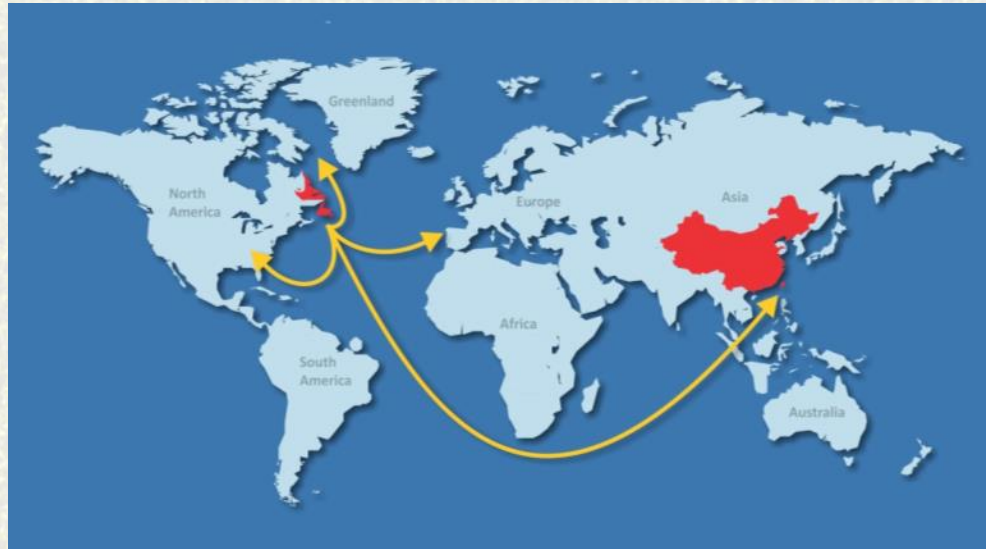 Greenland
North
America
Europe
Asia
Africa
South
America
Australia